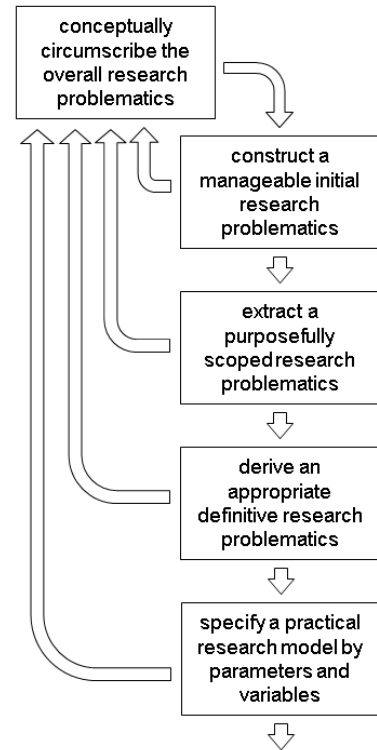 conceptually
circumscribe the
overall research
problematics
construct a
manageable initial
research
problematics
extract a
purposefully
scoped research
problematics
derive an
appropriate
definitive research
problematics
specify a practical
research model by
parameters and
variables